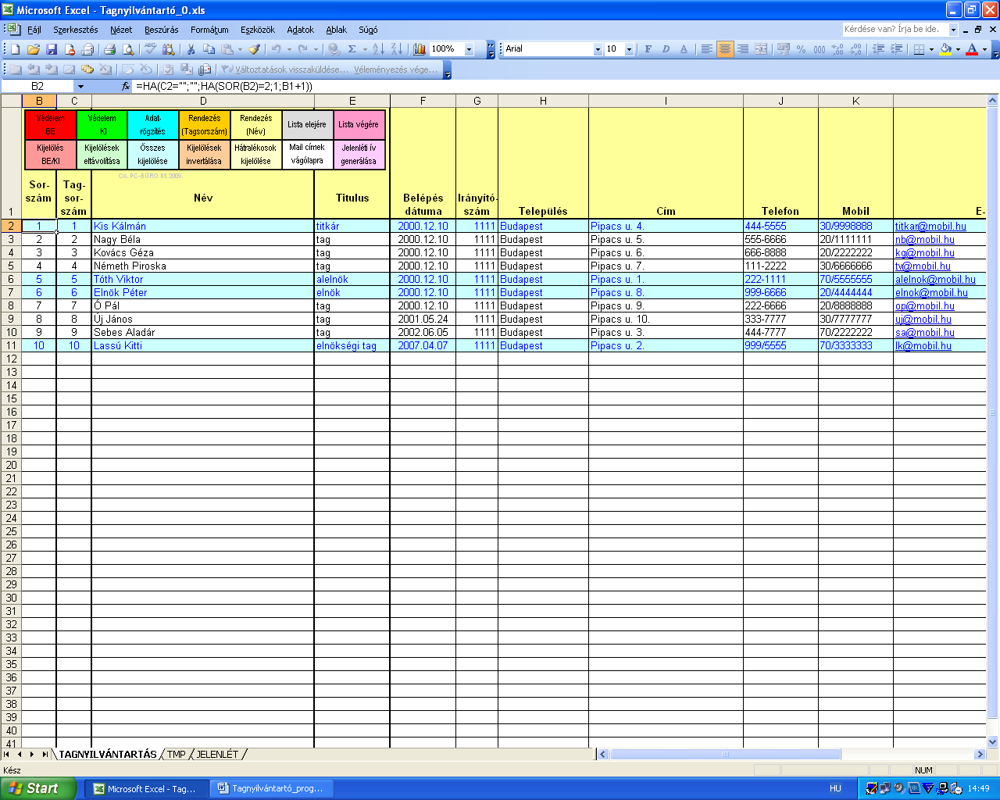 Microsoft Excel - Tagnyilvántartó_0.xls
Fájl Szerkesztés Nézet Beszúrás Formátum Eszközök Adatok Ablak Súgó Kérdése van? Írja be ide.
100% Arial 10 F D A % 000
Változtatások visszaküldése... Véleményezés vége...
B2 fx =HA(C2="";"";HA(SOR(B2)=2;1;B1+1))
B C D E F G H I J K
Védelem BE
Védelem KI
Adat-rögzítés
Rendezés (Tagsorszám)
Rendezés (Név)
Lista elejére
Lista végére
Kijelölés BE/KI
Kijelölések eltávolítása
Összes kijelölése
Kijelölések invertálása
Hátralékosok kijelölése
Mail címek vágólapra
Jelenléti ív generálása
Co. PC-BÜRO Bt. 2009.
1 Sor-szám Tag-sor-szám Név Titulus Belépés dátuma Irányító-szám Település Cím Telefon Mobil E-
2 1 1 Kis Kálmán titkár 2000.12.10 1111 Budapest Pipacs u. 4. 444-5555 30/9998888 titkar@mobil.hu
3 2 2 Nagy Béla tag 2000.12.10 1111 Budapest Pipacs u. 5. 555-6666 20/1111111 nb@mobil.hu
4 3 3 Kovács Géza tag 2000.12.10 1111 Budapest Pipacs u. 6. 666-8888 20/2222222 kg@mobil.hu
5 4 4 Németh Piroska tag 2000.12.10 1111 Budapest Pipacs u. 7. 111-2222 30/6666666 tv@mobil.hu
6 5 5 Tóth Viktor alelnök 2000.12.10 1111 Budapest Pipacs u. 1. 222-1111 70/5555555 alelnok@mobil.hu
7 6 6 Elnök Péter elnök 2000.12.10 1111 Budapest Pipacs u. 8. 999-6666 20/4444444 elnok@mobil.hu
8 7 7 Ó Pál tag 2000.12.10 1111 Budapest Pipacs u. 9. 222-6666 20/8888888 op@mobil.hu
9 8 8 Új János tag 2001.05.24 1111 Budapest Pipacs u. 10. 333-7777 30/7777777 uj@mobil.hu
10 9 9 Sebes Aladár tag 2002.06.05 1111 Budapest Pipacs u. 3. 444-7777 70/2222222 sa@mobil.hu
11 10 10 Lassú Kitti elnökségi tag 2007.04.07 1111 Budapest Pipacs u. 2. 999/5555 70/3333333 lk@mobil.hu
12
13
14
15
16
17
18
19
20
21
22
23
24
25
26
27
28
29
30
31
32
33
34
35
36
37
38
39
40
41
TAGNYILVÁNTARTÁS TMP JELENLÉT
Kész NUM
Start Microsoft Excel - Tag... Tagnyilvántartó_prog... HU 14:49